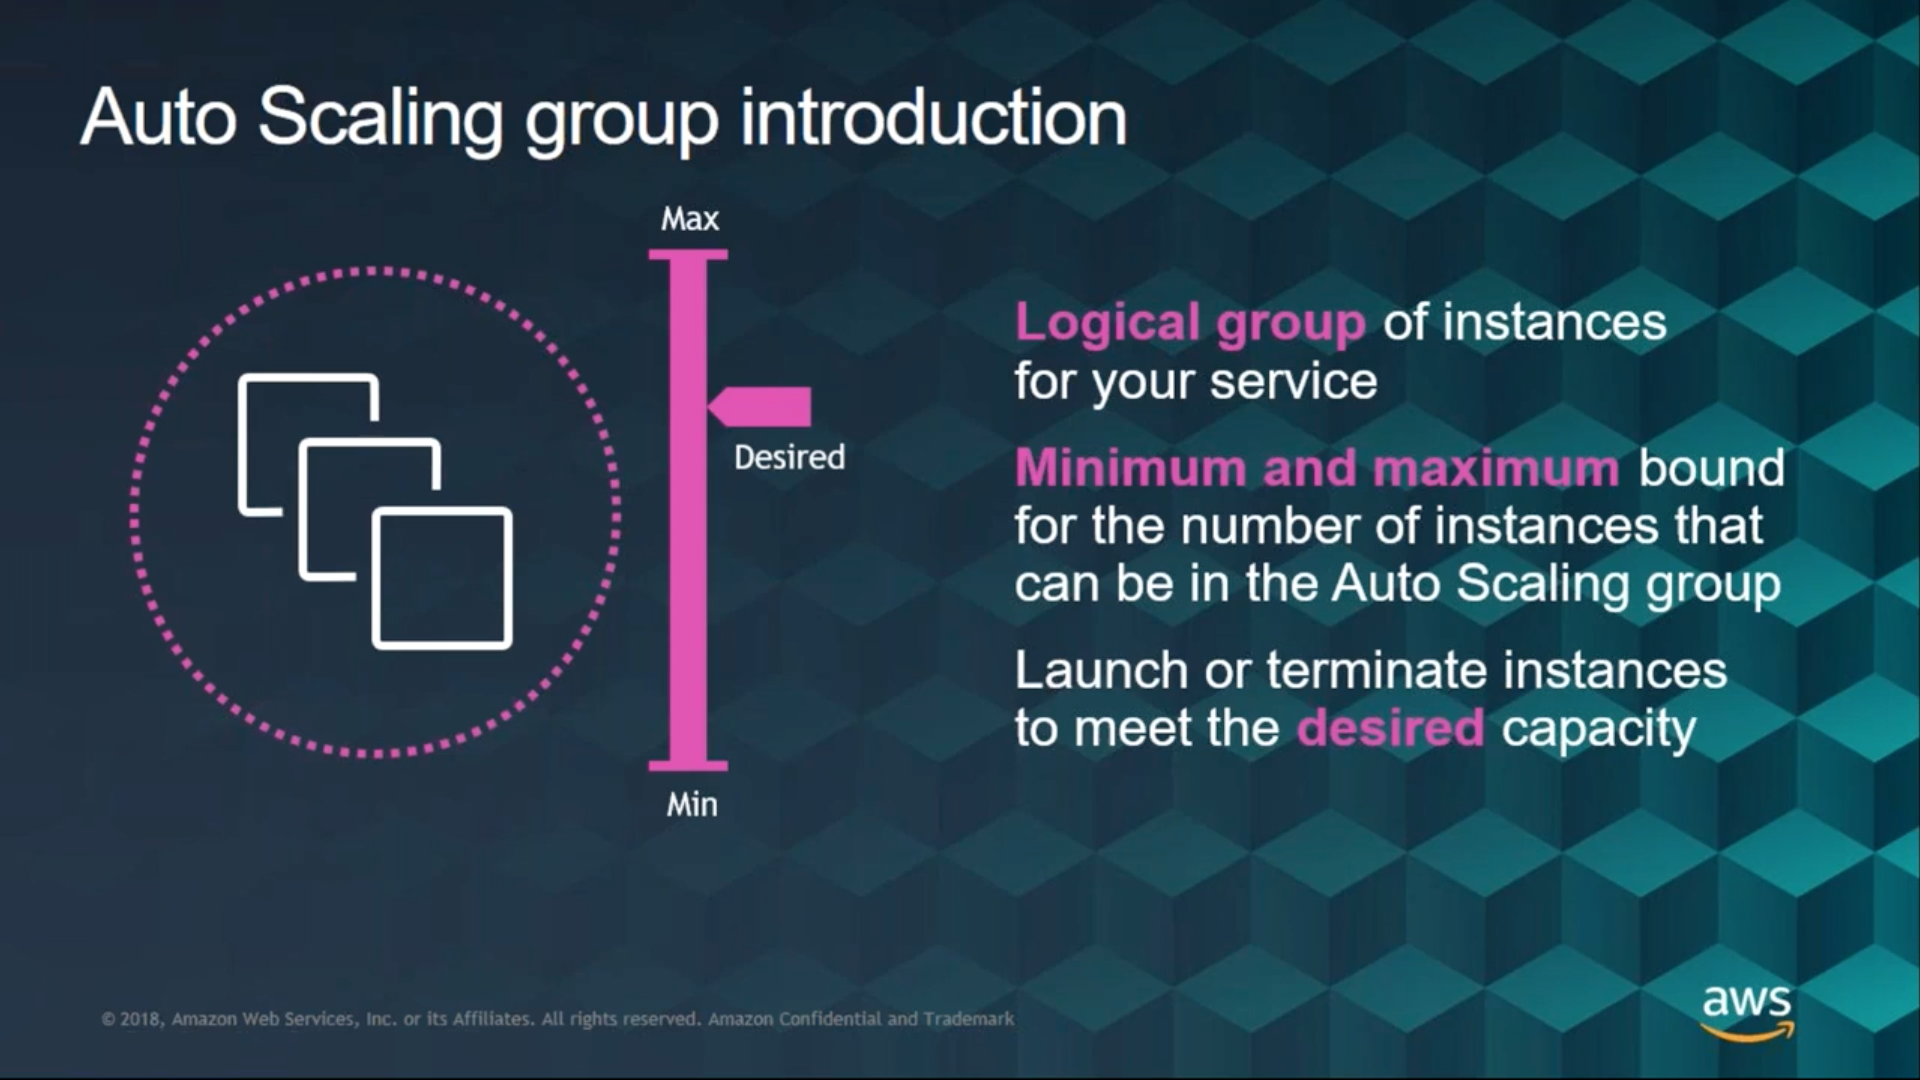 Auto Scaling group introduction
Max
Desired
Min
Logical group of instances
for your service
Minimum and maximum bound
for the number of instances that
can be in the Auto Scaling group
Launch or terminate instances
to meet the desired capacity
© 2018, Amazon Web Services, Inc. or its Affiliates. All rights reserved. Amazon Confidential and Trademark
aws